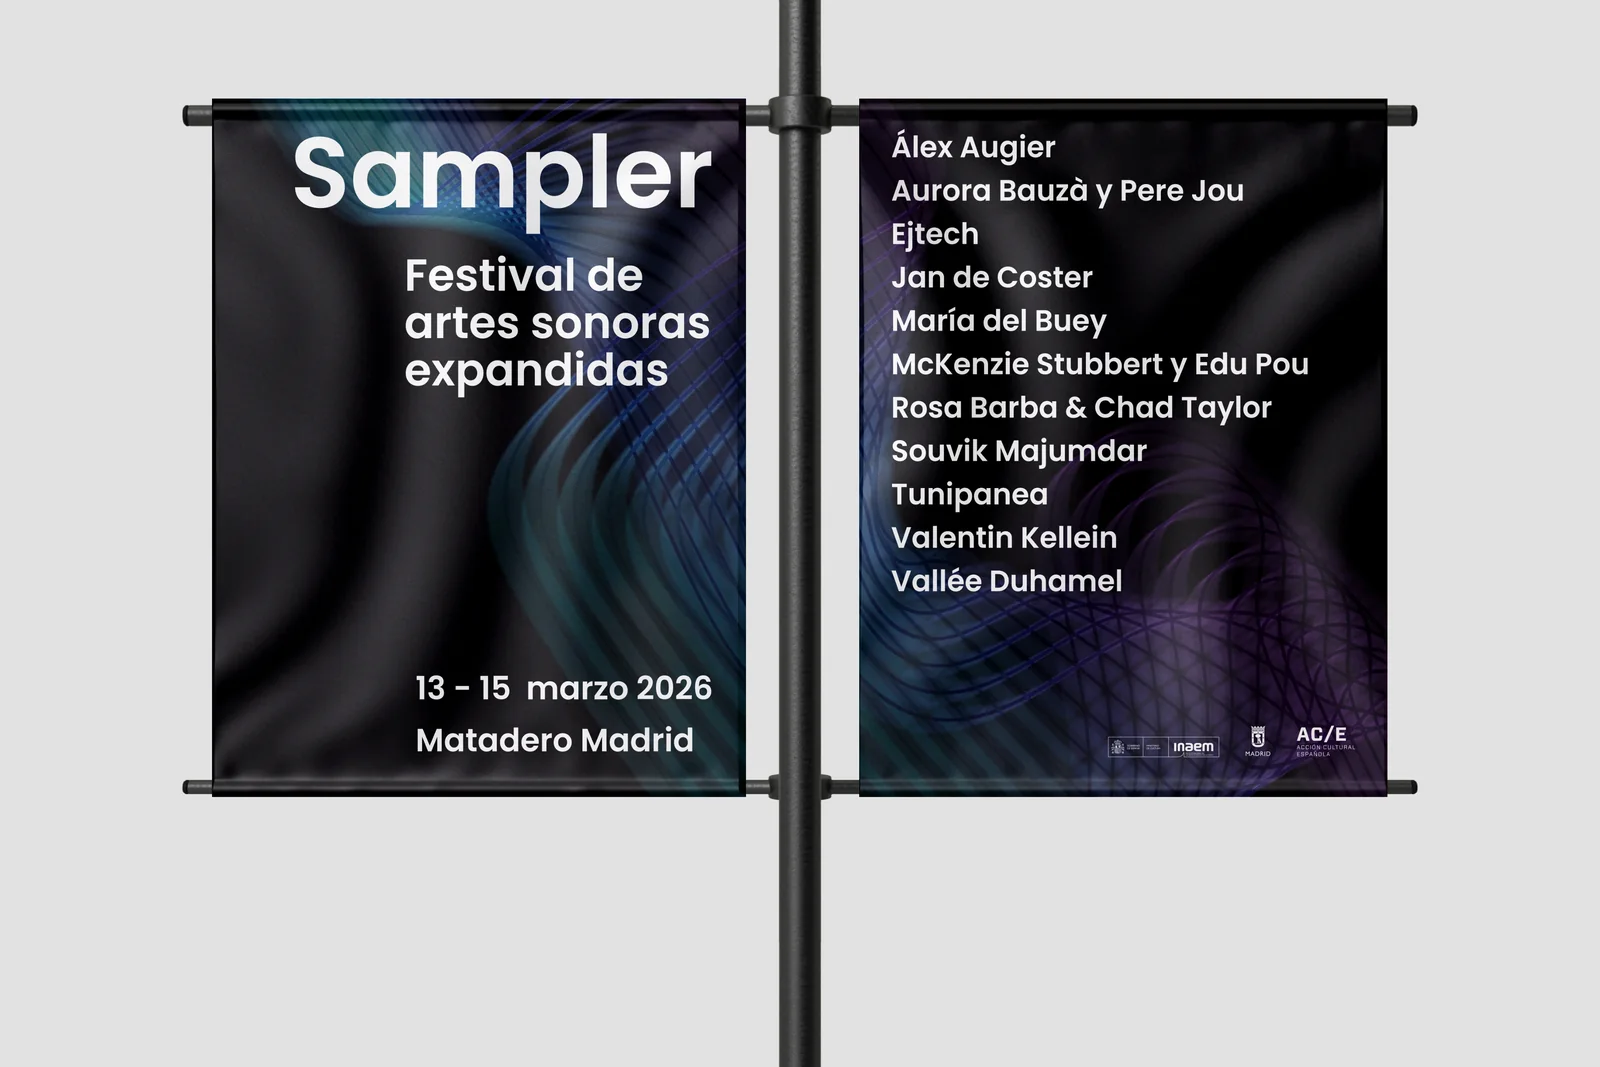 Sampler
Festival de
artes sonoras
expandidas
13 - 15 marzo 2026
Matadero Madrid
Álex Augier
Aurora Bauzà y Pere Jou
Ejtech
Jan de Coster
María del Buey
McKenzie Stubbert y Edu Pou
Rosa Barba & Chad Taylor
Souvik Majumdar
Tunipanea
Valentin Kellein
Vallée Duhamel
inaem
MADRID
AC/E
ACCIÓN CULTURAL
ESPAÑOLA